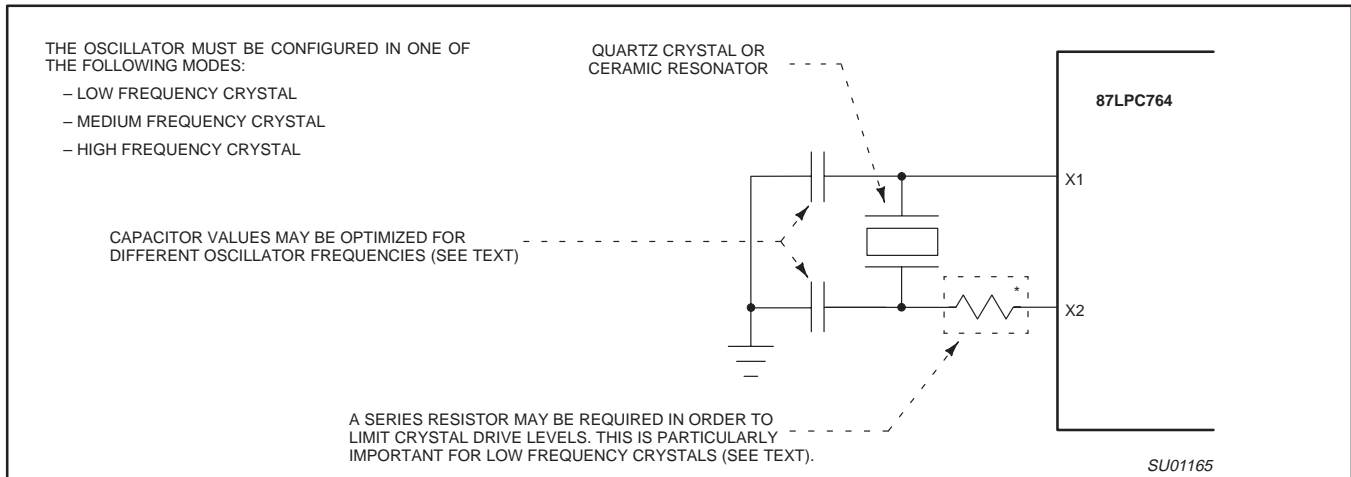 THE OSCILLATOR MUST BE CONFIGURED IN ONE OF
THE FOLLOWING MODES:
– LOW FREQUENCY CRYSTAL
– MEDIUM FREQUENCY CRYSTAL
– HIGH FREQUENCY CRYSTAL
QUARTZ CRYSTAL OR
CERAMIC RESONATOR
87LPC764
X1
CAPACITOR VALUES MAY BE OPTIMIZED FOR
DIFFERENT OSCILLATOR FREQUENCIES (SEE TEXT)
*
X2
A SERIES RESISTOR MAY BE REQUIRED IN ORDER TO
LIMIT CRYSTAL DRIVE LEVELS. THIS IS PARTICULARLY
IMPORTANT FOR LOW FREQUENCY CRYSTALS (SEE TEXT).
SU01165